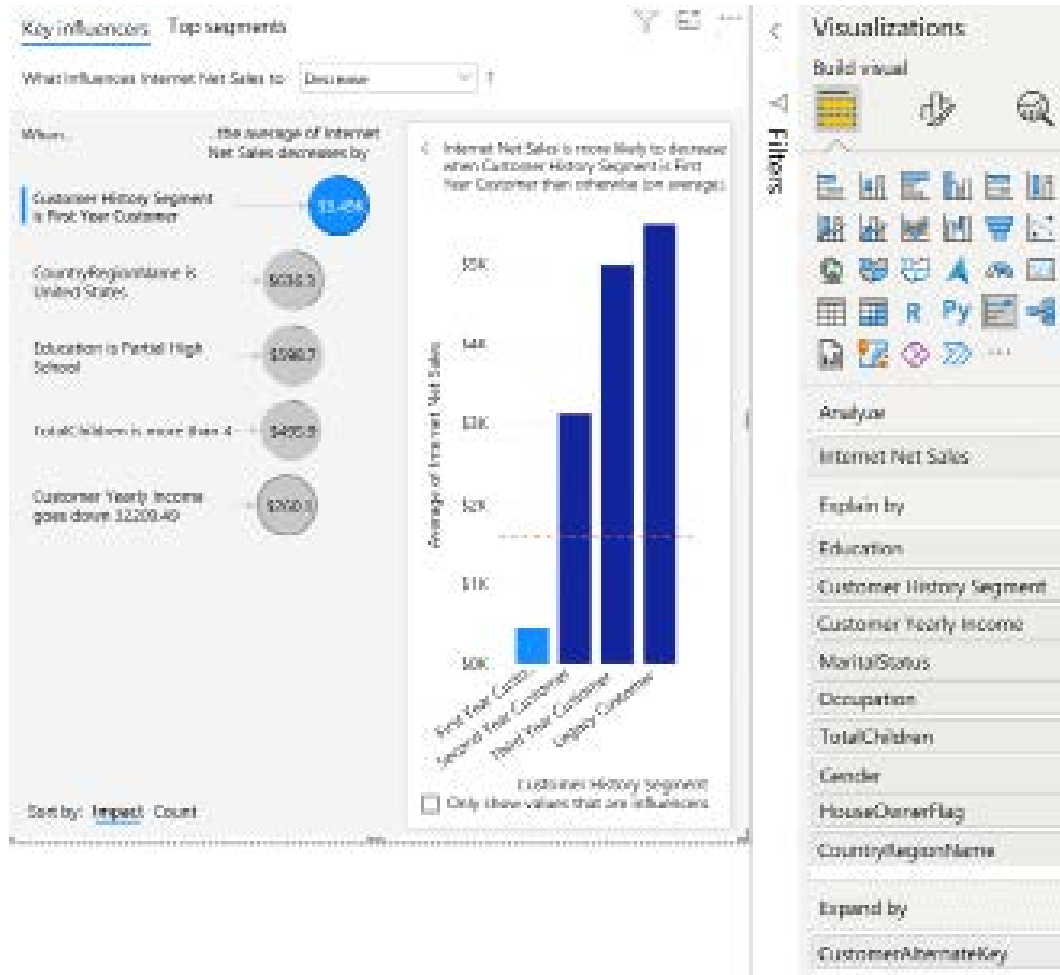 Key influencers Top segments
What influences Internet Net Sales to Decrease ?
When...
...the average of Internet
Net Sales decreases by
Customer History Segment
is First Year Customer
CountryRegionName is
United States
Education is Partial High
School
TotalChildren is more than 4
Customer Yearly Income
goes down
Sort by: Impact Count
Internet Net Sales is more likely to decrease
when Customer History Segment is First
Year Customer than otherwise (on average).
Average of Internet Net Sales
$5K
$4K
$3K
$2K
$1K
$0K
First Year Custo...
Second Year Customer
Third Year Customer
Legacy Customer
Customer History Segment
Only show values that are influencers
Filters
Visualizations
Build visual
R Py
Analyze
Internet Net Sales
Explain by
Education
Customer History Segment
Customer Yearly Income
MaritalStatus
Occupation
TotalChildren
Gender
HouseOwnerFlag
CountryRegionName
Expand by
CustomerAlternateKey